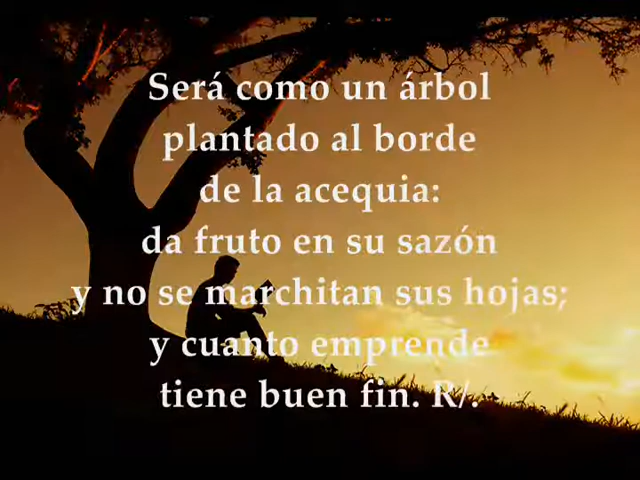 Será como un árbol
plantado al borde
de la acequia:
da fruto en su sazón
y no se marchitan sus hojas;
y cuanto emprende
tiene buen fin. R/.